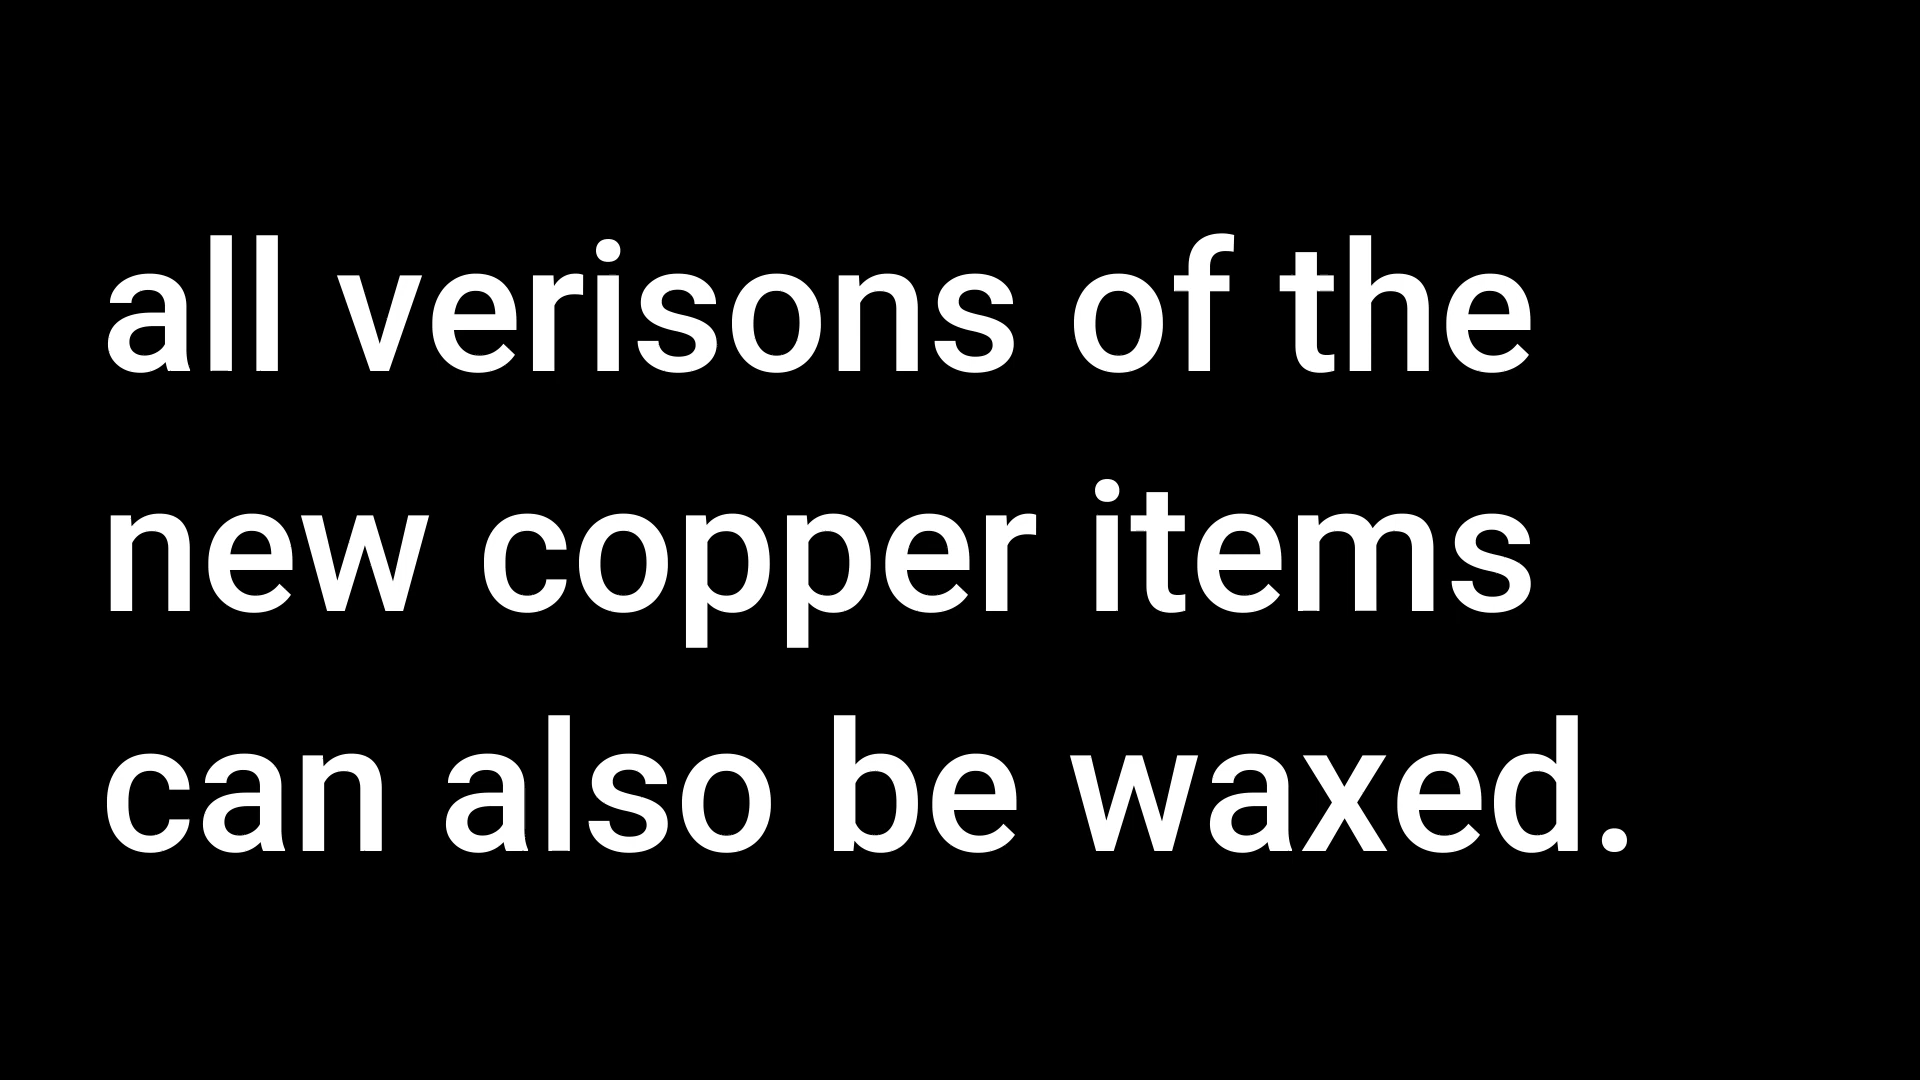 all verisons of the
new copper items
can also be waxed.